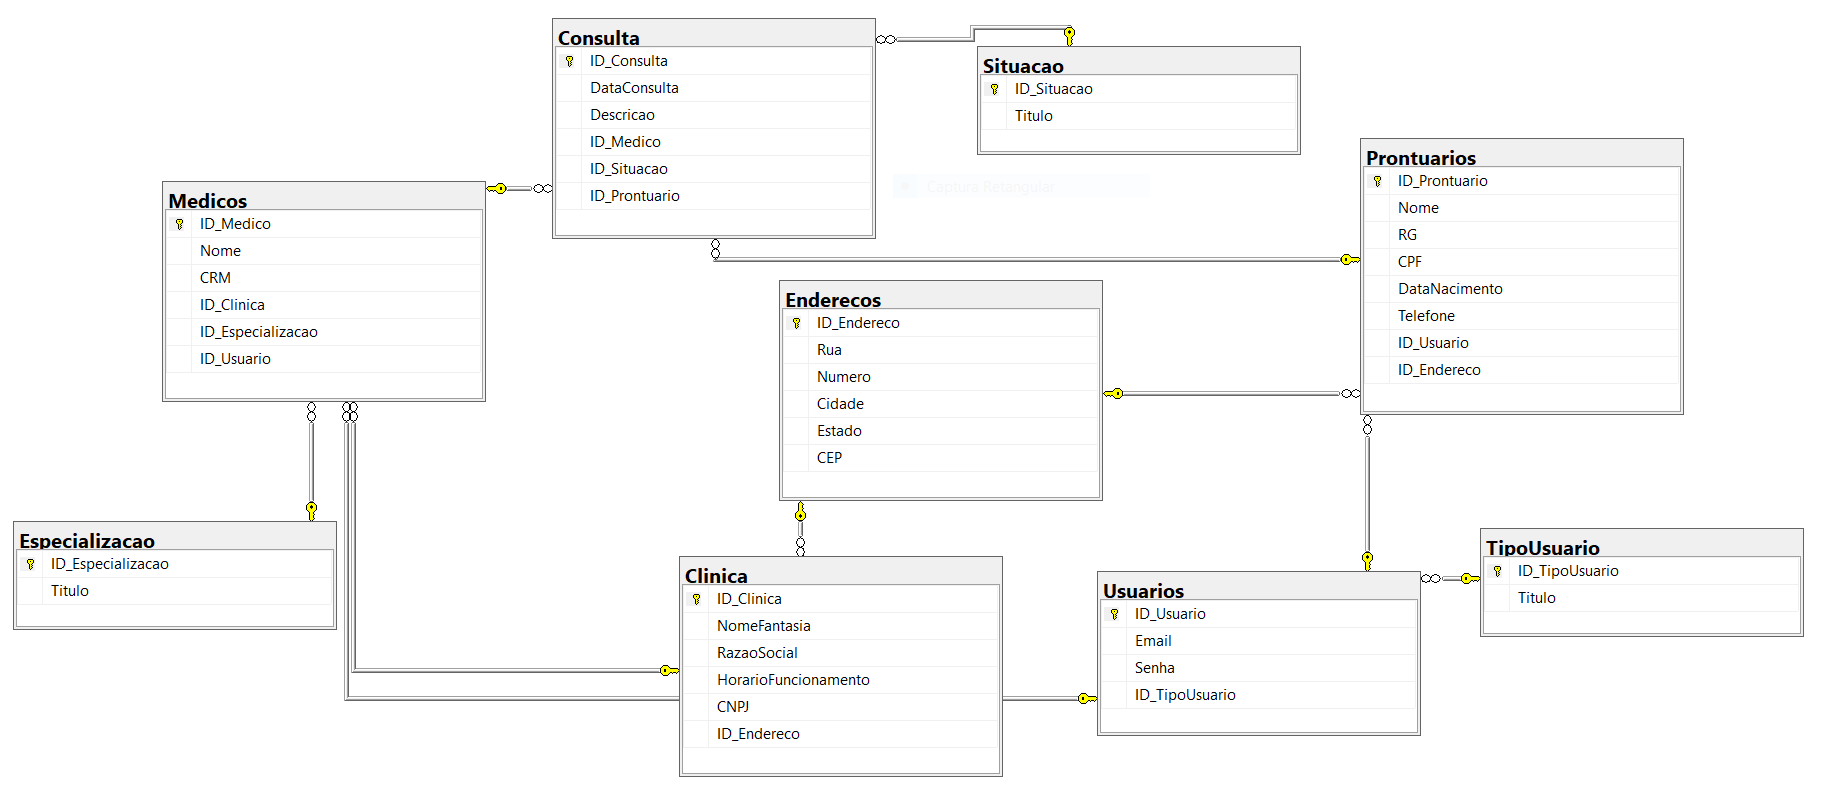 Consulta
ID_Consulta
DataConsulta
Descricao
ID_Medico
ID_Situacao
ID_Prontuario
Situacao
ID_Situacao
Titulo
Prontuarios
ID_Prontuario
Nome
RG
CPF
DataNacimento
Telefone
ID_Usuario
ID_Endereco
Captura Retangular
Medicos
ID_Medico
Nome
CRM
ID_Clinica
ID_Especializacao
ID_Usuario
Enderecos
ID_Endereco
Rua
Numero
Cidade
Estado
CEP
Especializacao
ID_Especializacao
Titulo
Clinica
ID_Clinica
NomeFantasia
RazaoSocial
HorarioFuncionamento
CNPJ
ID_Endereco
Usuarios
ID_Usuario
Email
Senha
ID_TipoUsuario
TipoUsuario
ID_TipoUsuario
Titulo